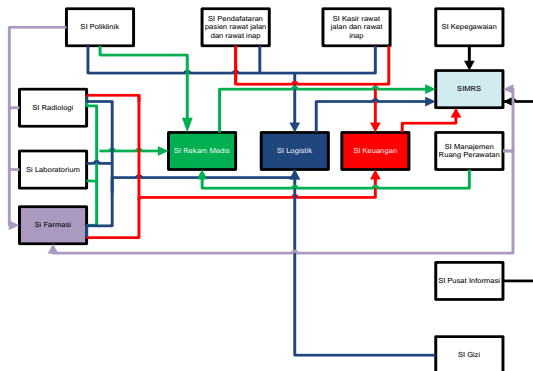 SI Poliklinik
SI Pendafataran
pasien rawat jalan
dan rawat inap
SI Kasir rawat
jalan dan rawat
inap
SI Kepegawaian
SI Radiologi
SIMRS
Si Laboratorium
SI Rekam Medis
SI Logistik
SI Keuangan
SI Manajemen
Ruang Perawatan
Si Farmasi
SI Pusat Informasi
SI Gizi